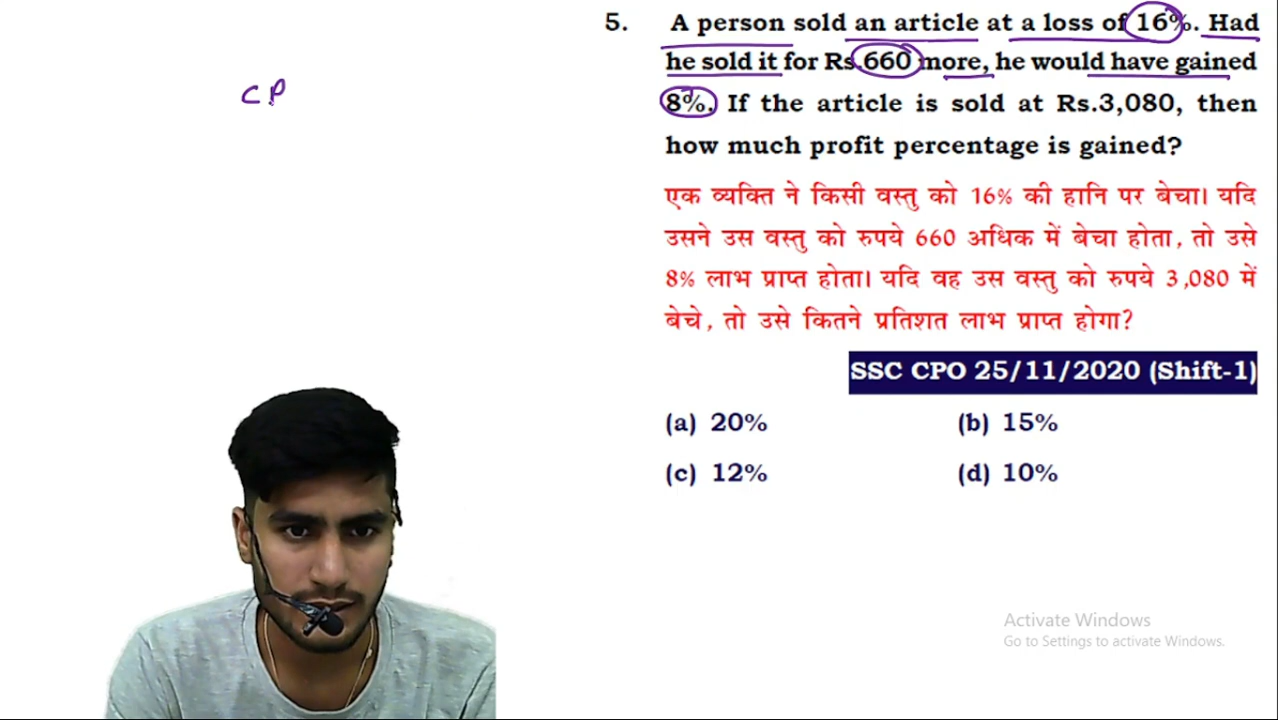 5. A person sold an article at a loss of 16%. Had
he sold it for Rs.660 more, he would have gained
8%. If the article is sold at Rs.3,080, then
how much profit percentage is gained?
एक व्यक्ति ने किसी वस्तु को 16% की हानि पर बेचा। यदि
उसने उस वस्तु को रुपये 660 अधिक में बेचा होता, तो उसे
8% लाभ प्राप्त होता। यदि वह उस वस्तु को रुपये 3,080 में
बेचे, तो उसे कितने प्रतिशत लाभ प्राप्त होगा?
SSC CPO 25/11/2020 (Shift-1)
(a) 20% (b) 15%
(c) 12% (d) 10%
CP
Activate Windows
Go to Settings to activate Windows.